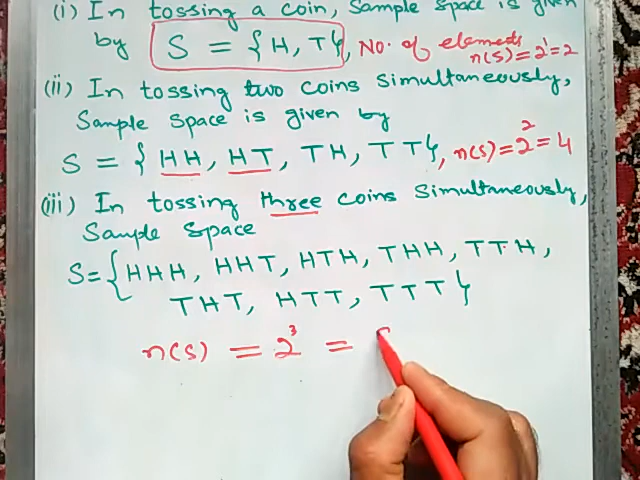 (i) In tossing a coin, Sample space is given
by S = {H, T}, No. of elements
n(s) = 2¹ = 2
(ii) In tossing two coins simultaneously,
Sample space is given by
S = { HH, HT, TH, TT}, n(s) = 2² = 4
(iii) In tossing three coins simultaneously,
Sample space
S = { HHH, HHT, HTH, THH, TTH,
THT, HTT, TTT}
n(s) = 2³ =